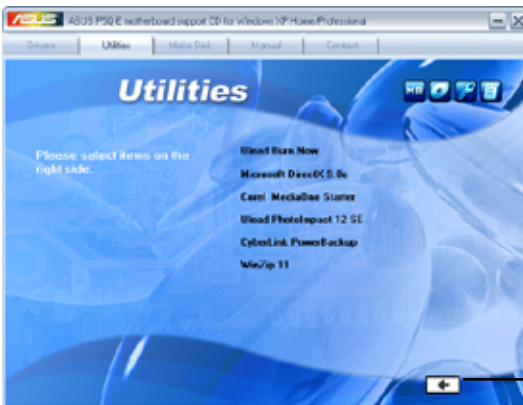 ASUS ASUS P5Q-E motherboard support CD for Windows XP Home/Professional
Drivers Utilities Make Disk Manual Contact
Utilities
Please select items on the
right side.
Ulead Burn Now
Microsoft DirectX 9.0c
Corel MediaOne Starter
Ulead PhotoImpact 12 SE
CyberLink PowerBackup
WinZip 11